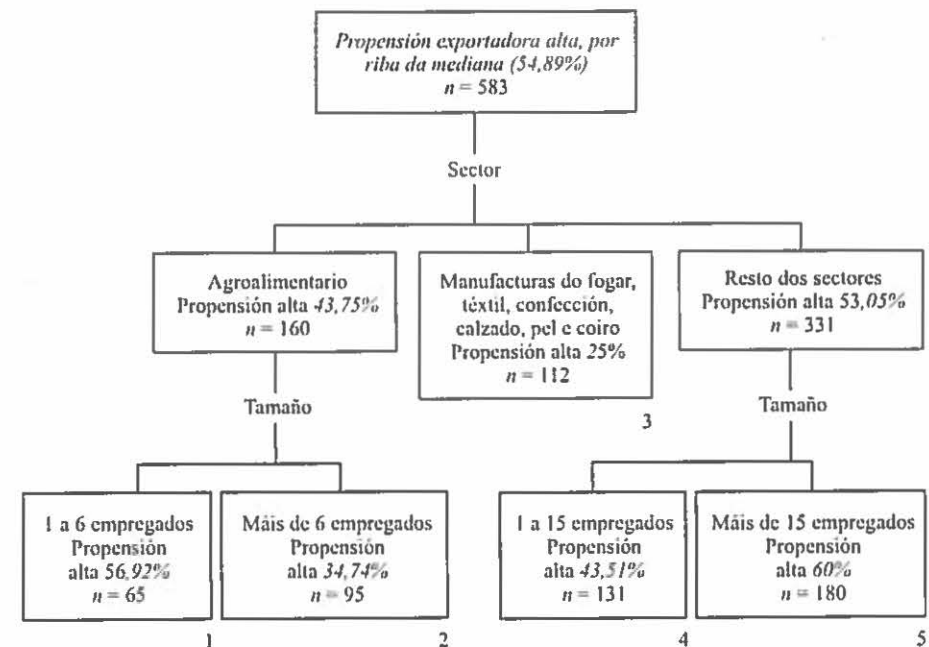 Propensión exportadora alta, por
riba da mediana (54,89%)
n = 583
Sector
Agroalimentario
Propensión alta 43,75%
n = 160
Manufacturas do fogar,
téxtil, confección,
calzado, pel e coiro
Propensión alta 25%
n = 112
3
Resto dos sectores
Propensión alta 53,05%
n = 331
Tamaño
Tamaño
1 a 6 empregados
Propensión
alta 56,92%
n = 65
1
Máis de 6 empregados
Propensión
alta 34,74%
n = 95
2
1 a 15 empregados
Propensión
alta 43,51%
n = 131
4
Máis de 15 empregados
Propensión
alta 60%
n = 180
5